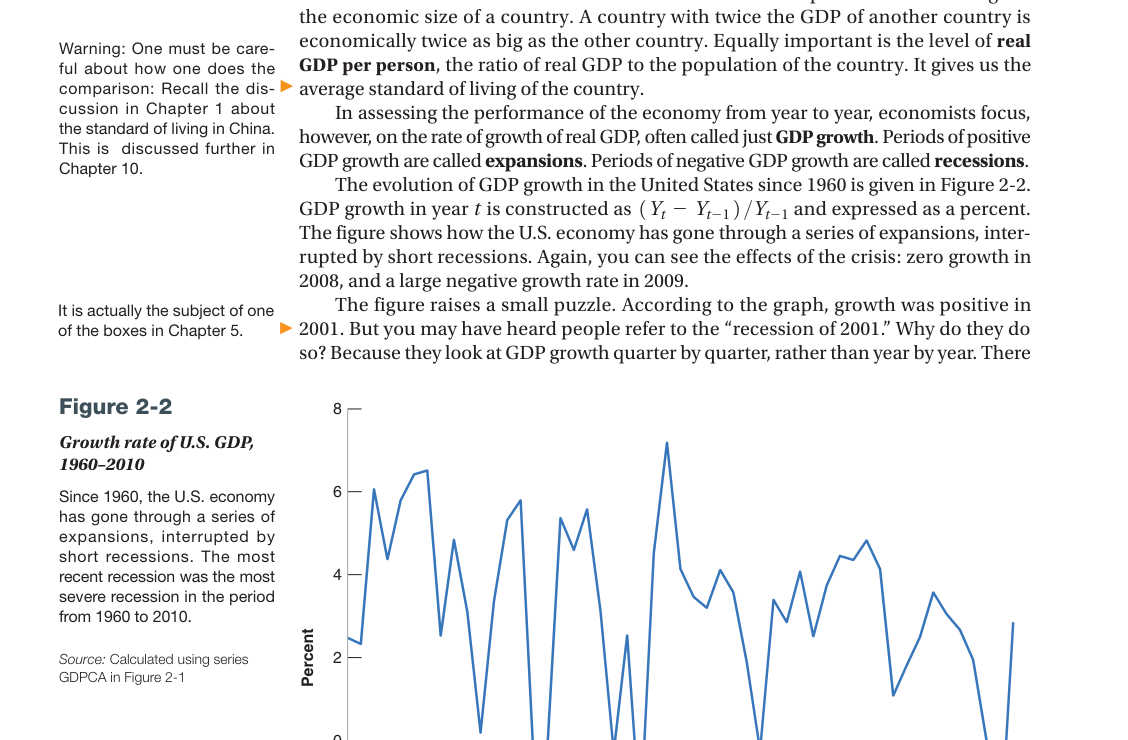 the economic size of a country. A country with twice the GDP of another country is
economically twice as big as the other country. Equally important is the level of real
GDP per person, the ratio of real GDP to the population of the country. It gives us the
average standard of living of the country.
Warning: One must be care-
ful about how one does the
comparison: Recall the dis-
cussion in Chapter 1 about
the standard of living in China.
This is discussed further in
Chapter 10.
In assessing the performance of the economy from year to year, economists focus,
however, on the rate of growth of real GDP, often called just GDP growth. Periods of positive
GDP growth are called expansions. Periods of negative GDP growth are called recessions.
The evolution of GDP growth in the United States since 1960 is given in Figure 2-2.
GDP growth in year t is constructed as (Yₜ − Yₜ₋₁)/Yₜ₋₁ and expressed as a percent.
The figure shows how the U.S. economy has gone through a series of expansions, inter-
rupted by short recessions. Again, you can see the effects of the crisis: zero growth in
2008, and a large negative growth rate in 2009.
The figure raises a small puzzle. According to the graph, growth was positive in
2001. But you may have heard people refer to the “recession of 2001.” Why do they do
so? Because they look at GDP growth quarter by quarter, rather than year by year. There
It is actually the subject of one
of the boxes in Chapter 5.
Figure 2-2
Growth rate of U.S. GDP,
1960–2010
Since 1960, the U.S. economy
has gone through a series of
expansions, interrupted by
short recessions. The most
recent recession was the most
severe recession in the period
from 1960 to 2010.
Source: Calculated using series
GDPCA in Figure 2-1
8
6
4
2
0
Percent